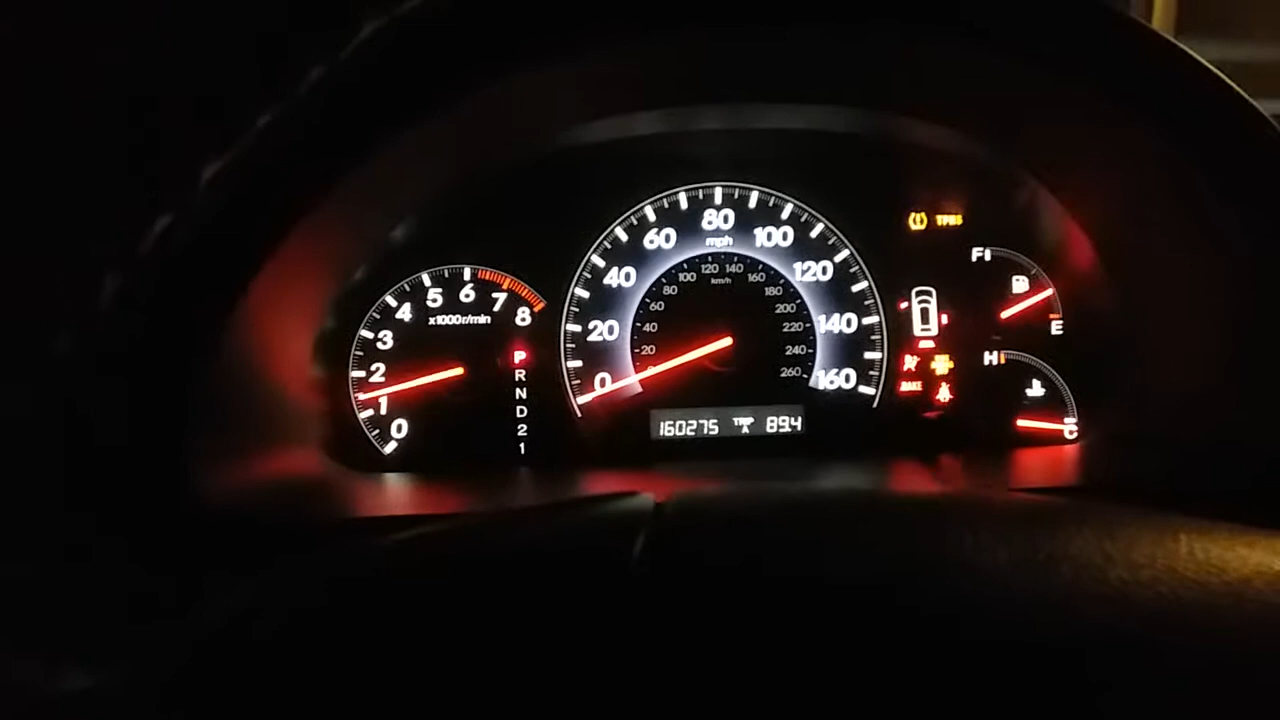 80
60 mph 100
40 120
20 140
0 160
120 140
100 km/h 160
80 180
60 200
40 220
20 240
260
6
5 7
4 8
x1000r/min
3
2
1
0
P
R
N
D
2
1
160275 TRIP A 89.4
TPMS
F
E
H
C